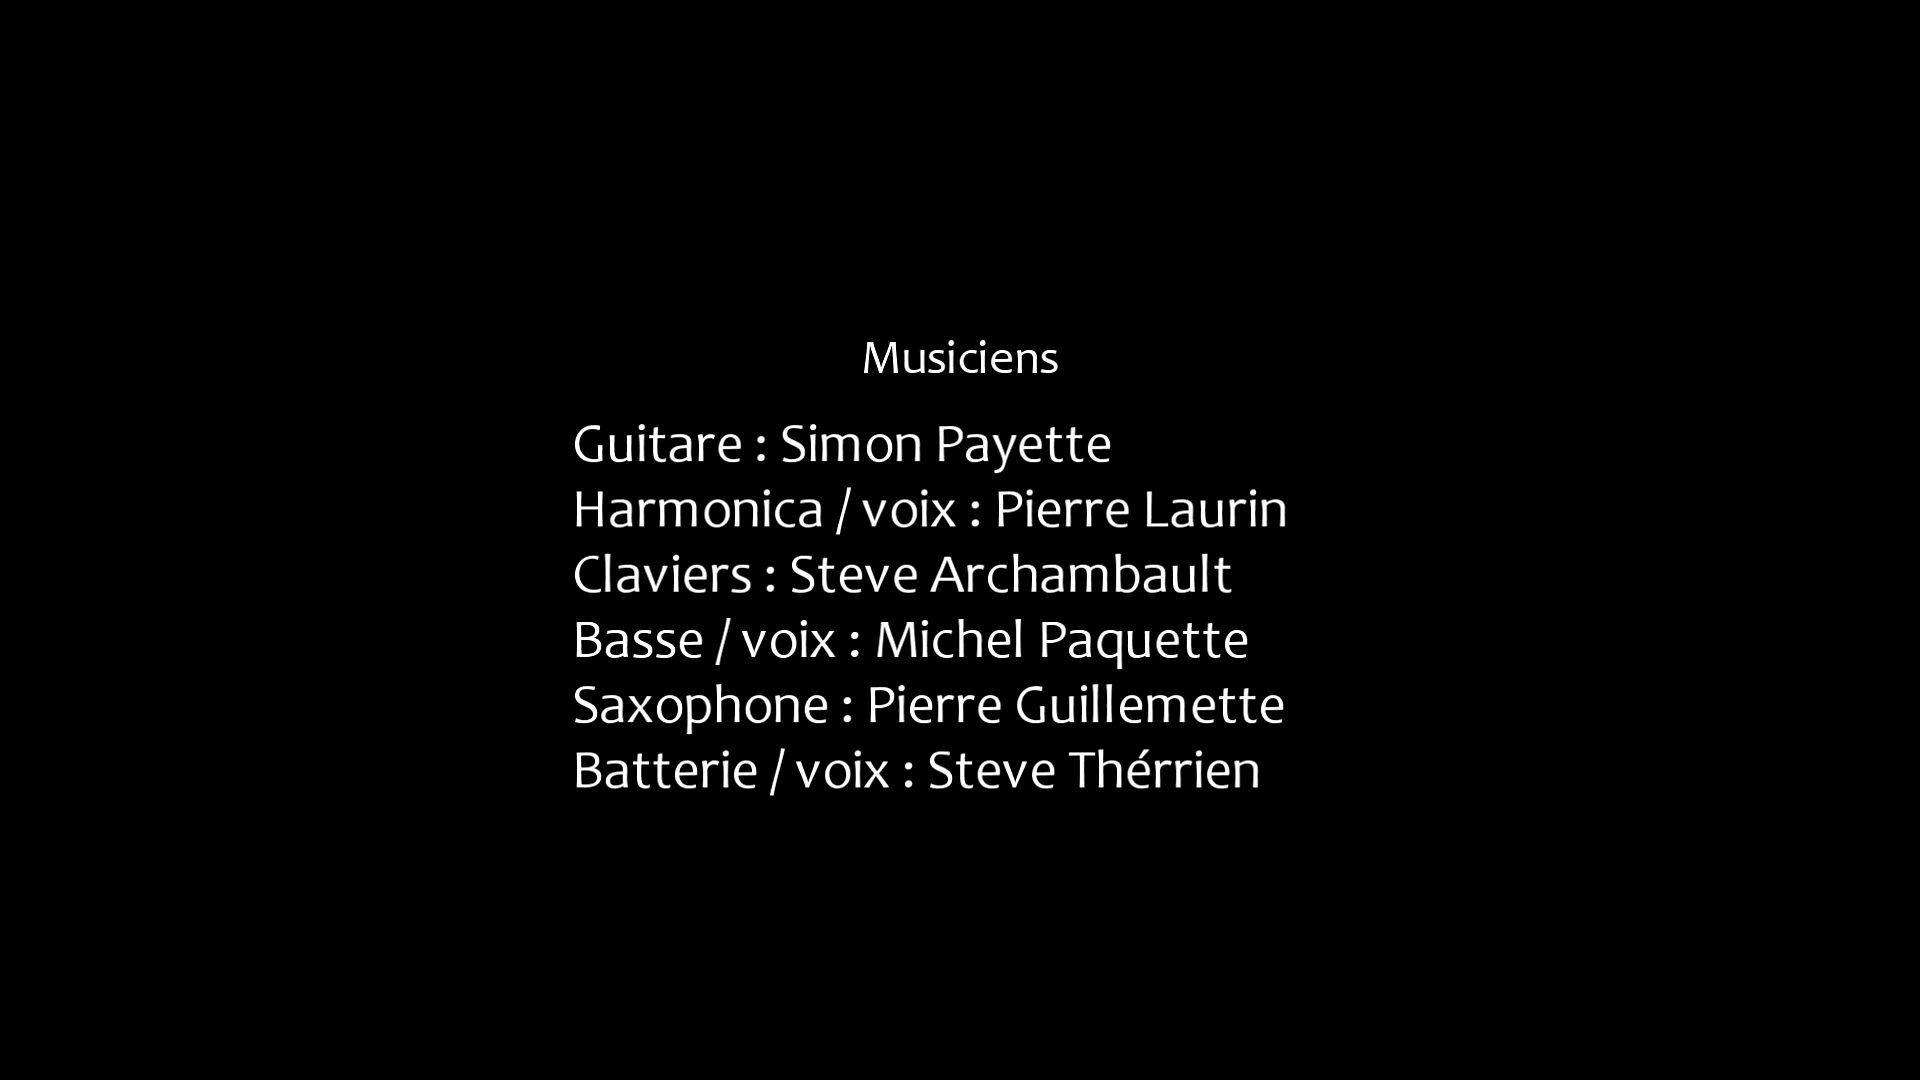 Musiciens
Guitare : Simon Payette
Harmonica / voix : Pierre Laurin
Claviers : Steve Archambault
Basse / voix : Michel Paquette
Saxophone : Pierre Guillemette
Batterie / voix : Steve Thérrien